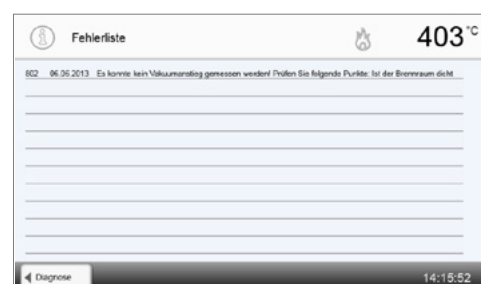 Fehlerliste
403 °C
802 06.06.2013 Es konnte kein Vakuumanstieg gemessen werden! Prüfen Sie folgende Punkte: Ist der Brennraum dicht
Diagnose
14:15:52